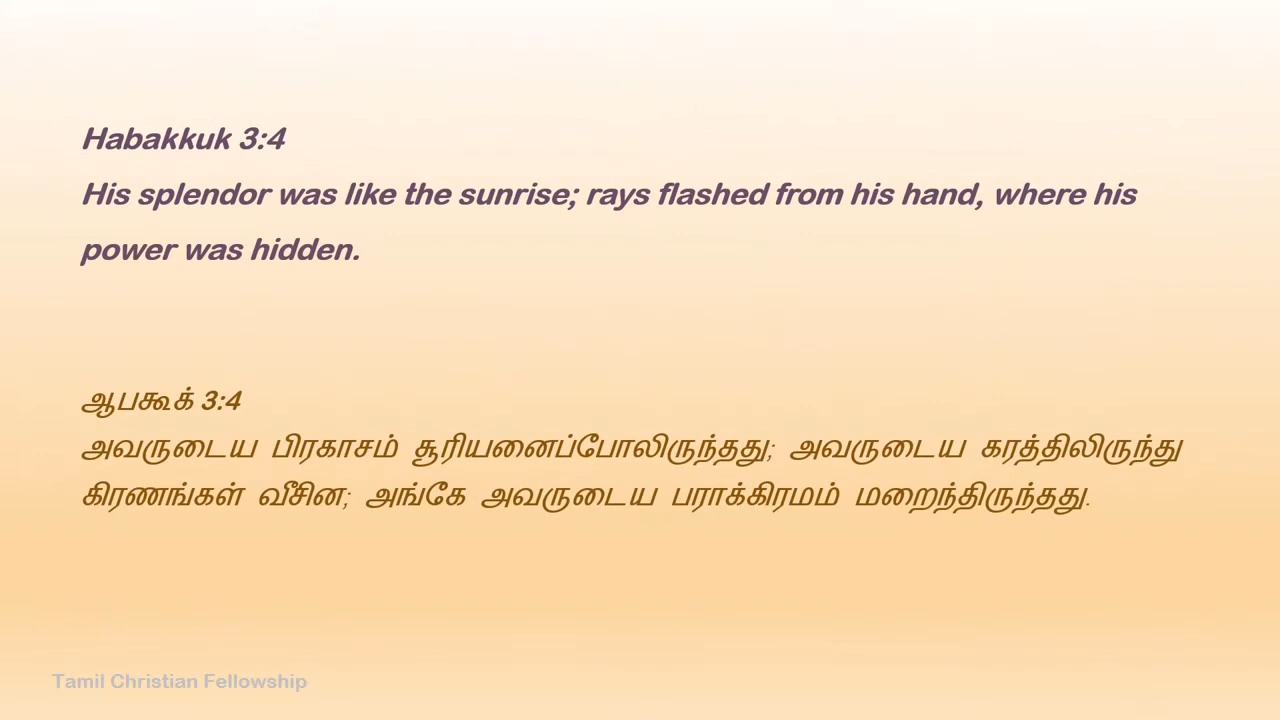 Habakkuk 3:4
His splendor was like the sunrise; rays flashed from his hand, where his
power was hidden.
ஆபகூக் 3:4
அவருடைய பிரகாசம் சூரியனைப்போலிருந்தது; அவருடைய கரத்திலிருந்து
கிரணங்கள் வீசின; அங்கே அவருடைய பராக்கிரமம் மறைந்திருந்தது.
Tamil Christian Fellowship